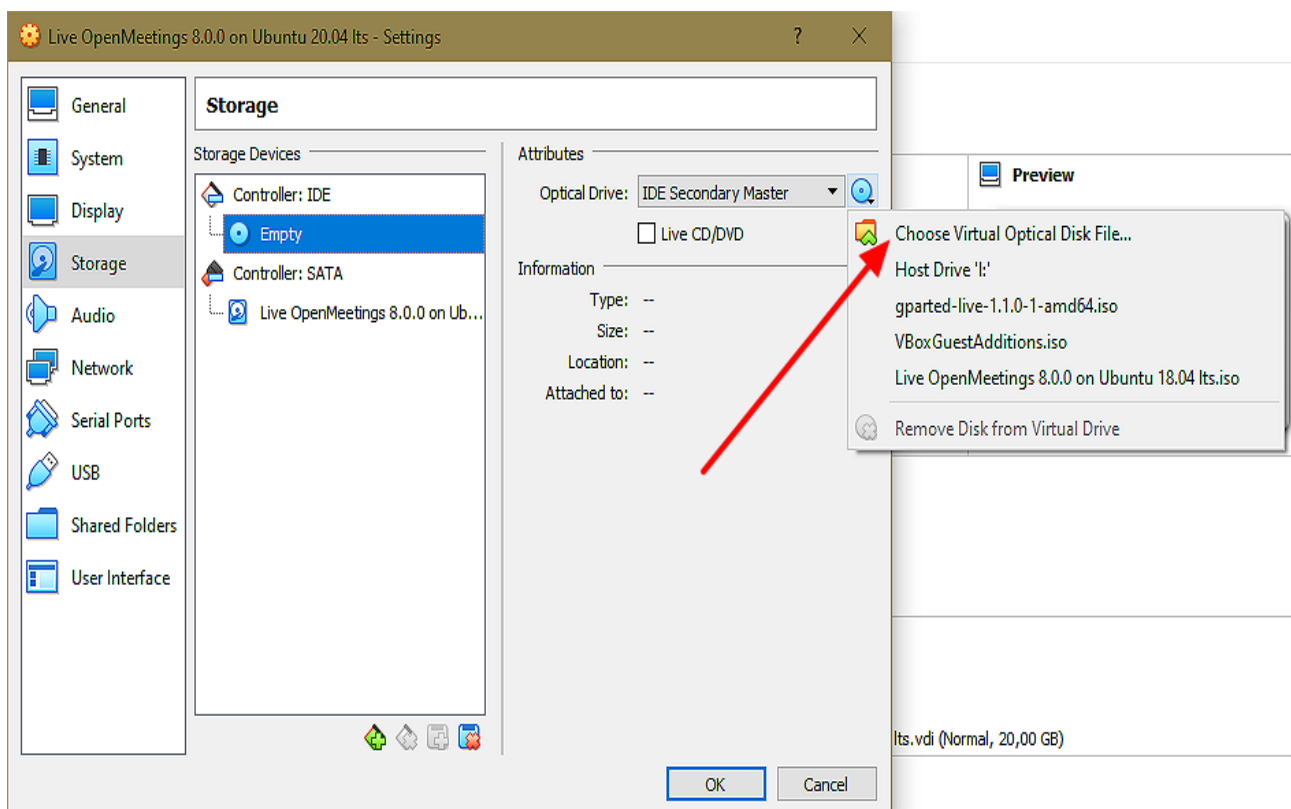 Live OpenMeetings 8.0.0 on Ubuntu 20.04 lts - Settings
?
General
System
Display
Storage
Audio
Network
Serial Ports
USB
Shared Folders
User Interface
Storage
Storage Devices
Controller: IDE
Empty
Controller: SATA
Live OpenMeetings 8.0.0 on Ub...
Attributes
Optical Drive: IDE Secondary Master
Live CD/DVD
Information
Type: --
Size: --
Location: --
Attached to: --
Preview
Choose Virtual Optical Disk File...
Host Drive 'I:'
gparted-live-1.1.0-1-amd64.iso
VBoxGuestAdditions.iso
Live OpenMeetings 8.0.0 on Ubuntu 18.04 lts.iso
Remove Disk from Virtual Drive
lts.vdi (Normal, 20,00 GB)
OK
Cancel